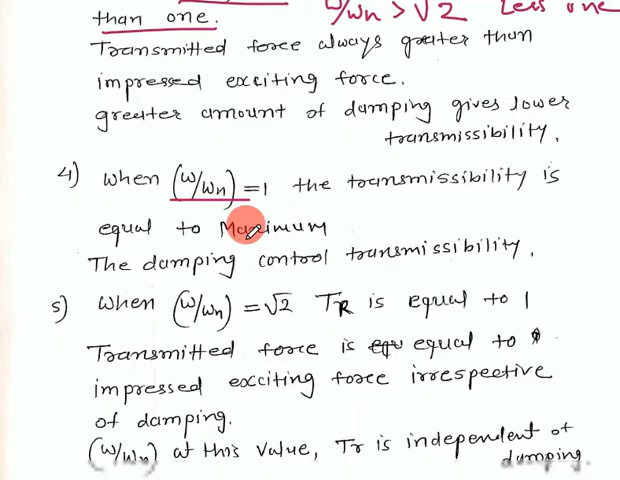 than one. ω/ωn > √2 Less one
Transmitted force always greater than
impressed exciting force.
greater amount of damping gives lower
transmissibility.
4) when (ω/ωn) = 1 the transmissibility is
equal to Maximum
The damping control transmissibility.
5) when (ω/ωn) = √2 TR is equal to 1
Transmitted force is equal to
impressed exciting force irrespective
of damping.
(ω/ωn) at this value, Tr is independent of
damping.